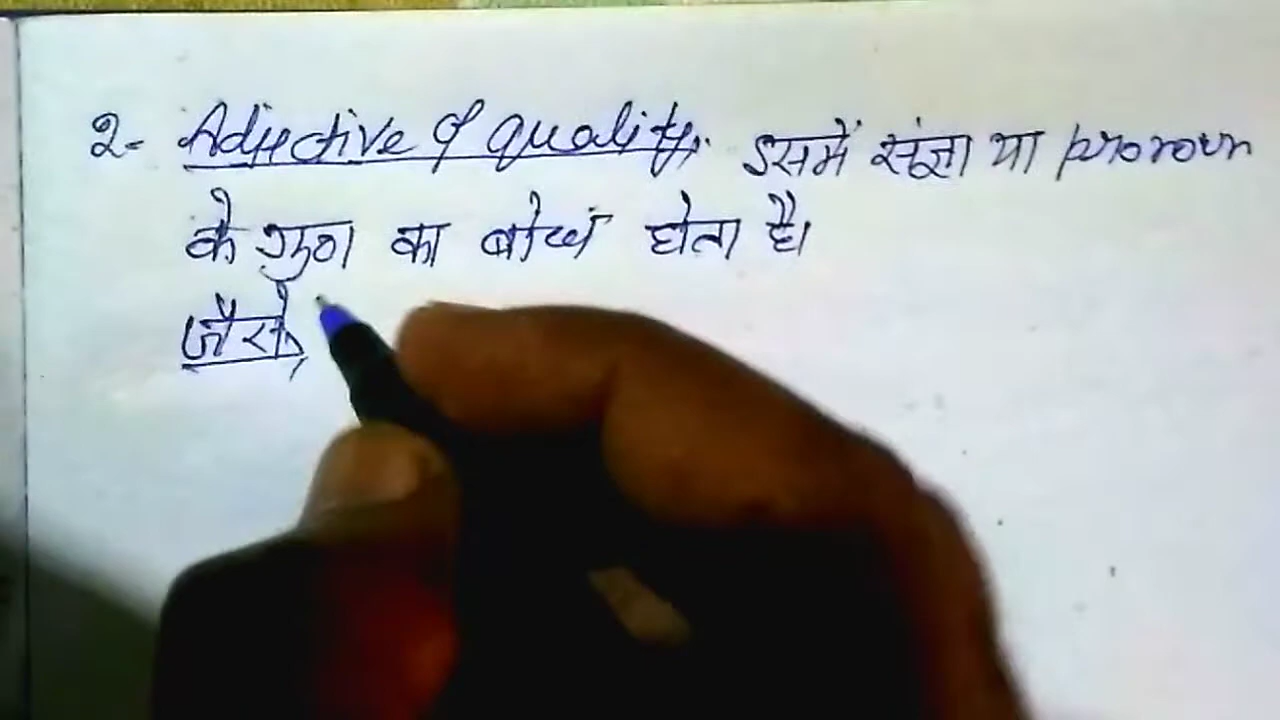 2- Adjective of quality. इसमें संज्ञा या pronoun
के गुण का बोध होता है।
जैसे,